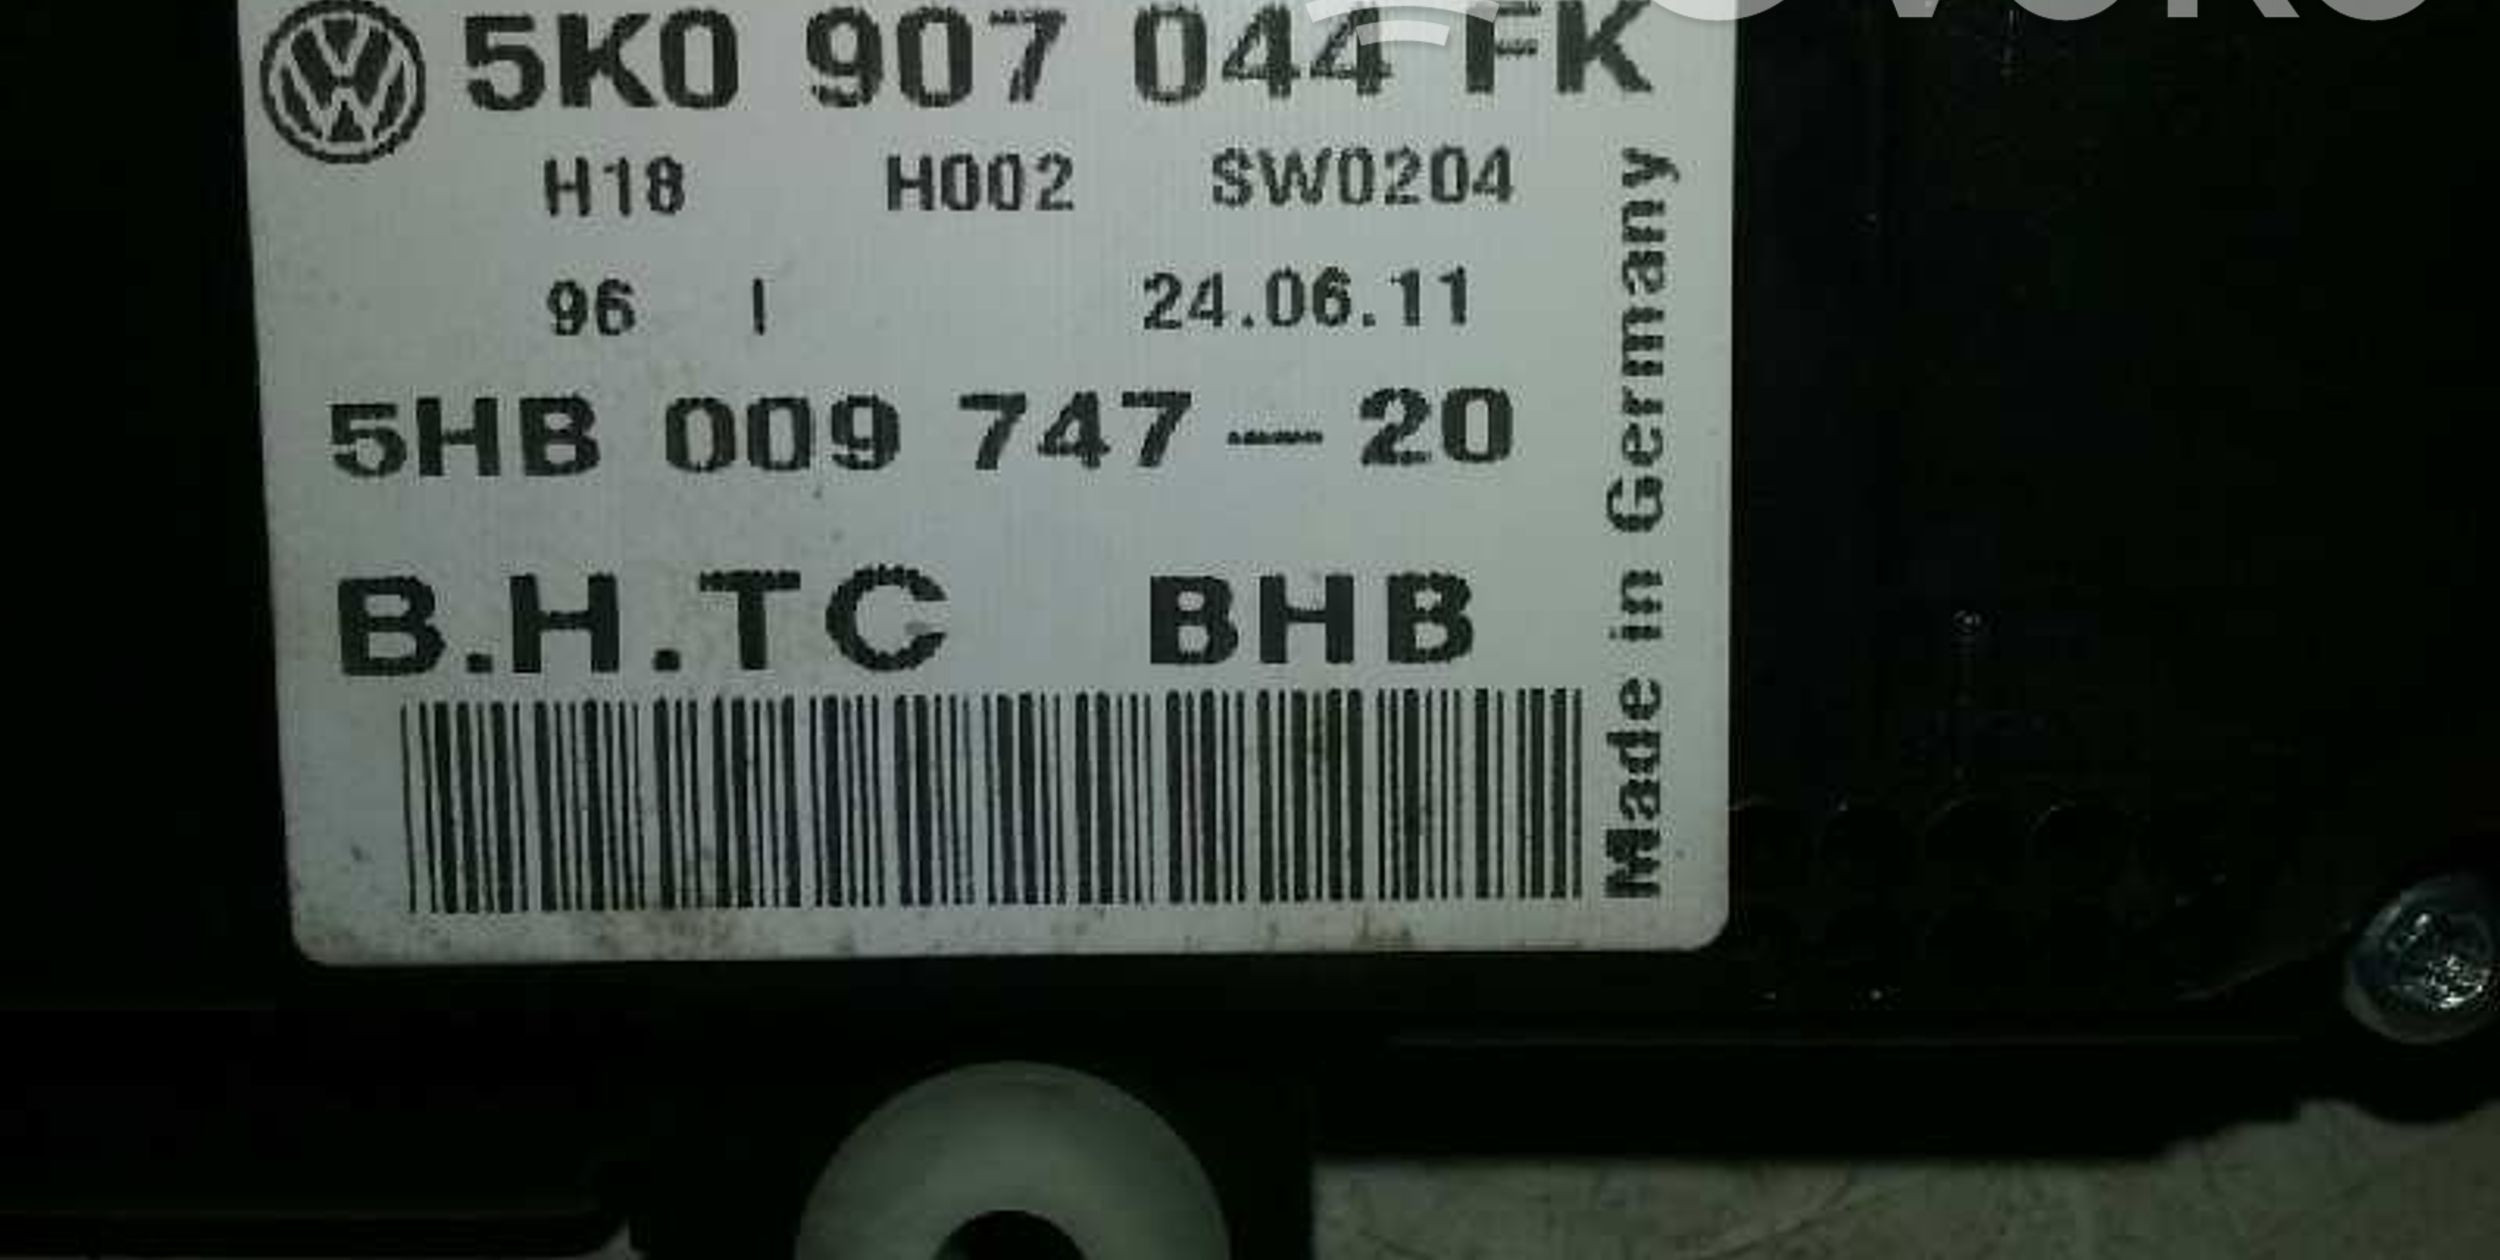 5K0 907 044 FK
H18 H002 SW0204
96 I 24.06.11
5HB 009 747-20
B.H.TC BHB
Made in Germany